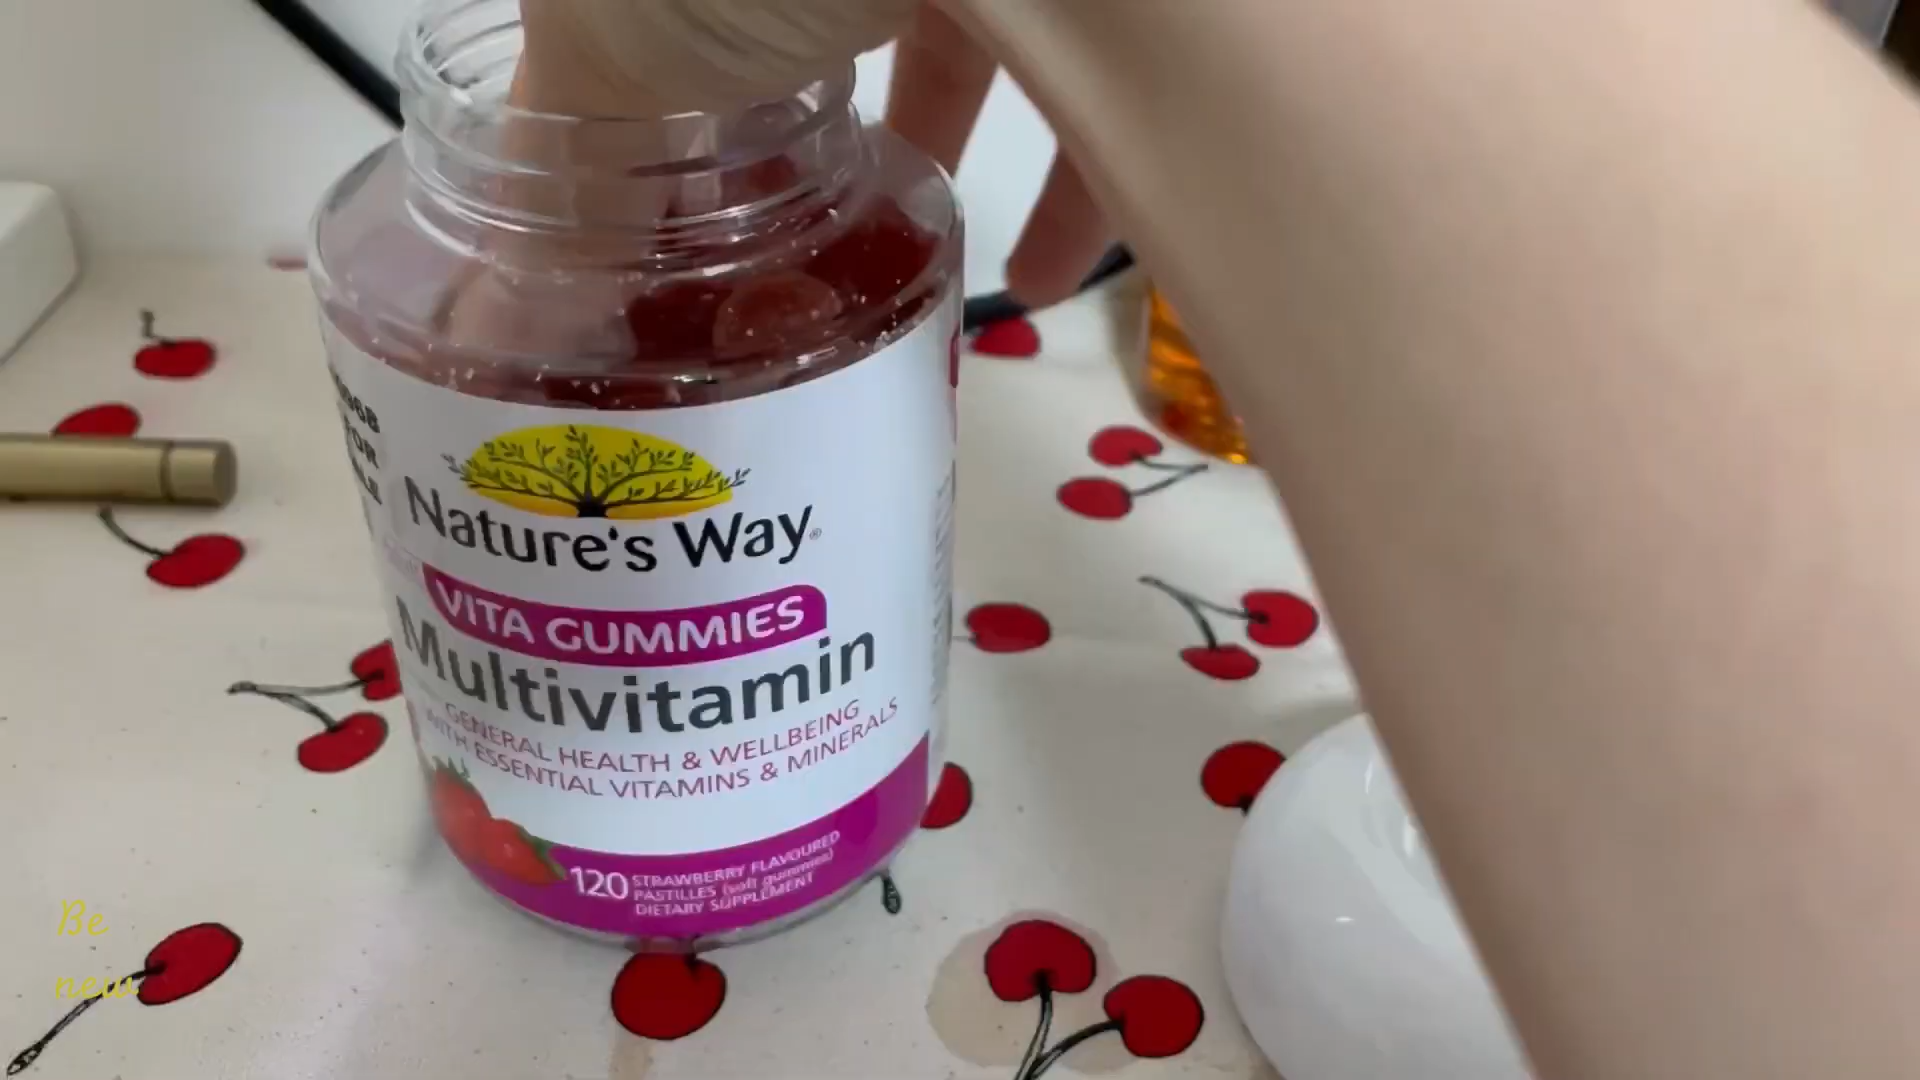 Nature's Way®
VITA GUMMIES
Multivitamin
GENERAL HEALTH & WELLBEING
WITH ESSENTIAL VITAMINS & MINERALS
120 STRAWBERRY FLAVOURED
PASTILLES (soft gummies)
DIETARY SUPPLEMENT
Be
new